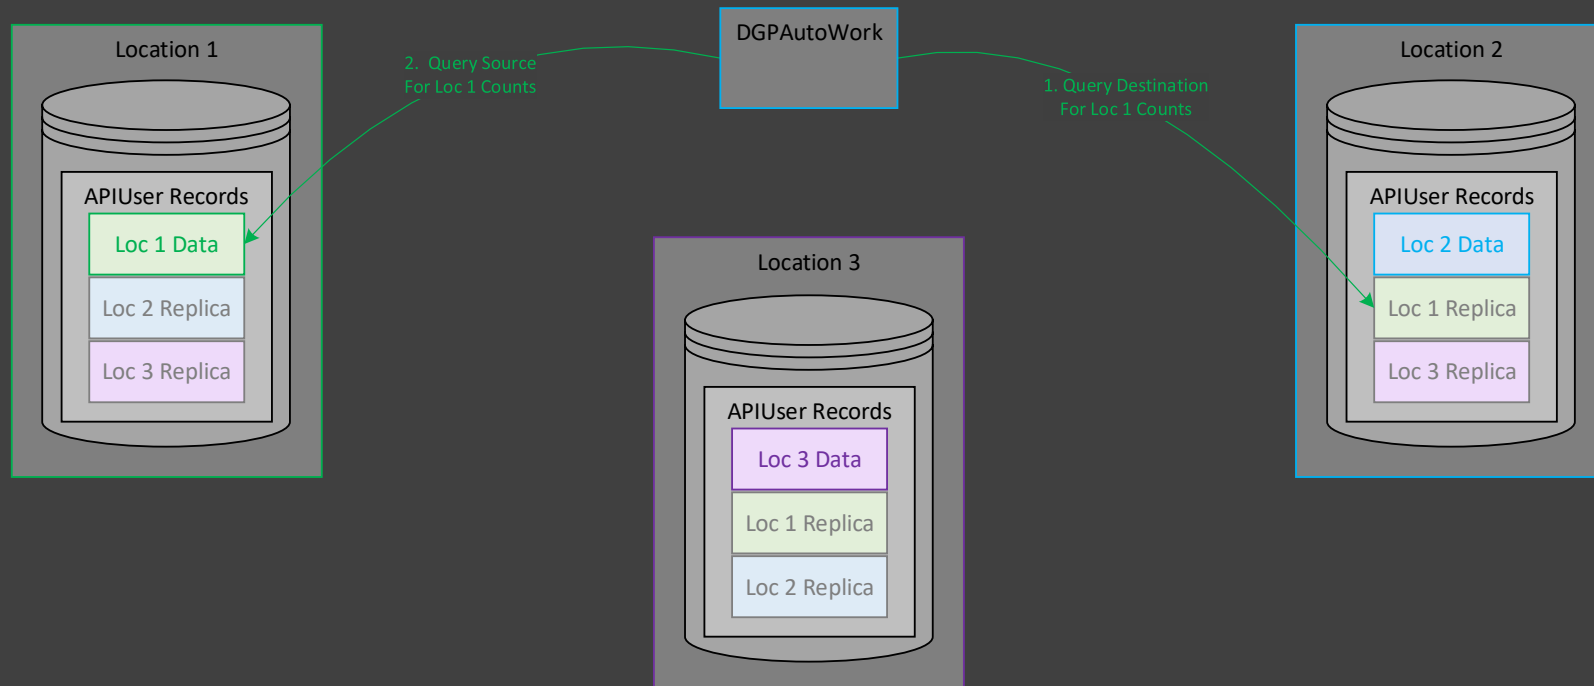 DGPAutoWork
2.  Query Source
For Loc 1 Counts
1. Query Destination
For Loc 1 Counts
Location 1
APIUser Records
Loc 1 Data
Loc 2 Replica
Loc 3 Replica
Location 3
APIUser Records
Loc 3 Data
Loc 1 Replica
Loc 2 Replica
Location 2
APIUser Records
Loc 2 Data
Loc 1 Replica
Loc 3 Replica